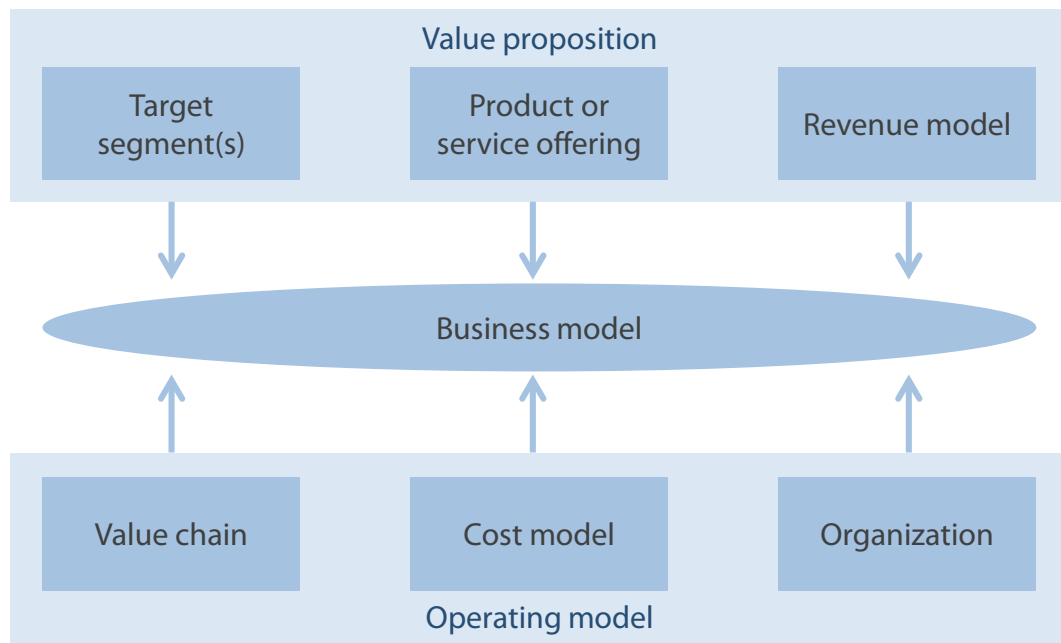 Value proposition
Target
segment(s)
Product or
service offering
Revenue model
Business model
Value chain
Cost model
Organization
Operating model